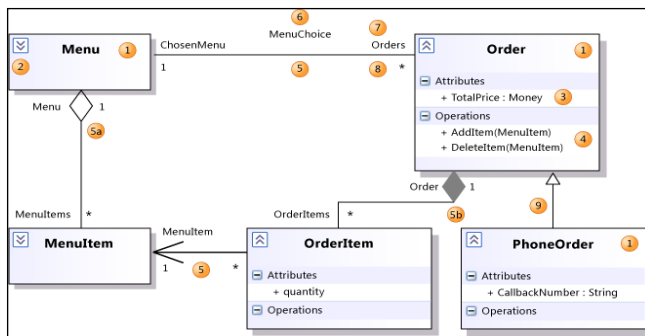 6
7
MenuChoice
Menu
1
2
ChosenMenu
Orders
1
5
8
*
Order
1
Attributes
+ TotalPrice : Money
3
Operations
+ AddItem(MenuItem)
+ DeleteItem(MenuItem)
4
Menu
1
5a
MenuItems
*
Order
1
OrderItems
*
5b
9
MenuItem
MenuItem
1
5
*
OrderItem
Attributes
+ quantity
Operations
PhoneOrder
1
Attributes
+ CallbackNumber : String
Operations